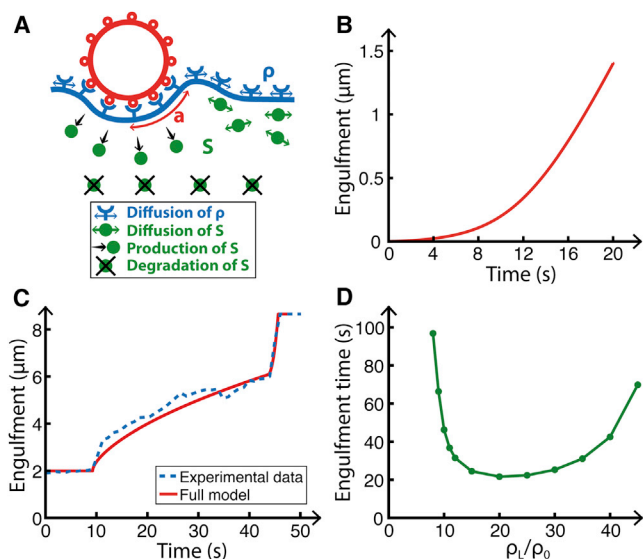 A
ρ
a
S
Diffusion of ρ
Diffusion of S
Production of S
Degradation of S
B
Engulfment (μm)
1.5
1
0.5
0
0 4 8 12 16 20
Time (s)
C
Engulfment (μm)
8
6
4
2
0
0 10 20 30 40 50
Time (s)
Experimental data
Full model
D
Engulfment time (s)
100
80
60
40
20
0
0 10 20 30 40
ρL/ρ0